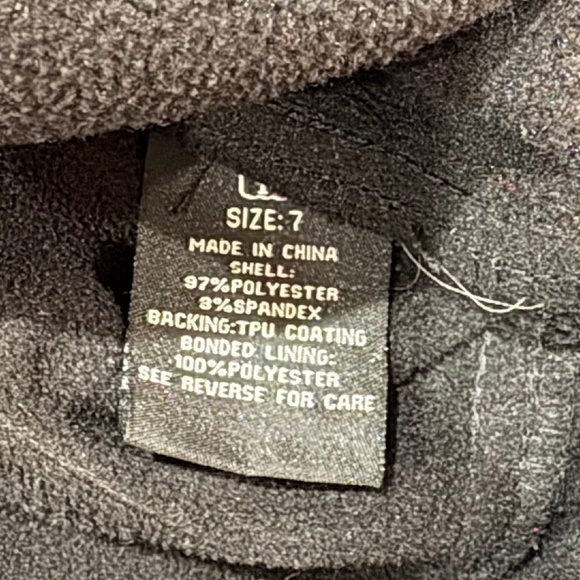 SIZE: 7
MADE IN CHINA
SHELL:
97%POLYESTER
3%SPANDEX
BACKING:TPU COATING
BONDED LINING:
100%POLYESTER
SEE REVERSE FOR CARE